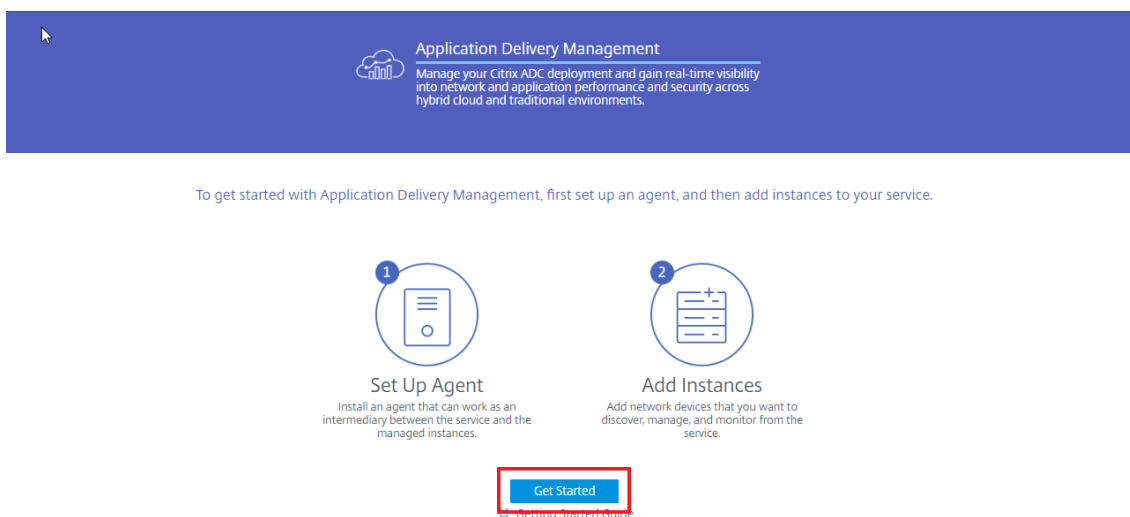 Application Delivery Management
Manage your Citrix ADC deployment and gain real-time visibility
into network and application performance and security across
hybrid cloud and traditional environments.
To get started with Application Delivery Management, first set up an agent, and then add instances to your service.
1
2
Set Up Agent
Install an agent that can work as an
intermediary between the service and the
managed instances.
Add Instances
Add network devices that you want to
discover, manage, and monitor from the
service.
Get Started
Getting Started Guide